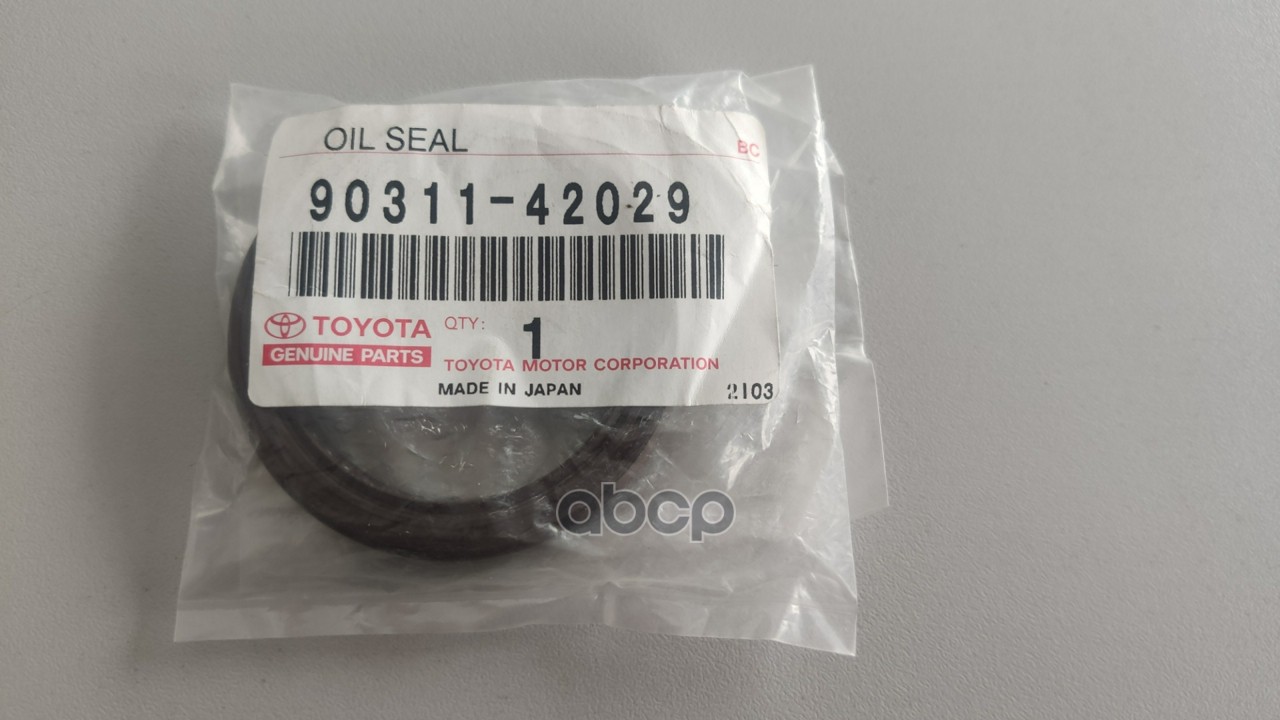 OIL SEAL
BC
90311-42029
TOYOTA
GENUINE PARTS
QTY: 1
TOYOTA MOTOR CORPORATION
MADE IN JAPAN
2103
abcp